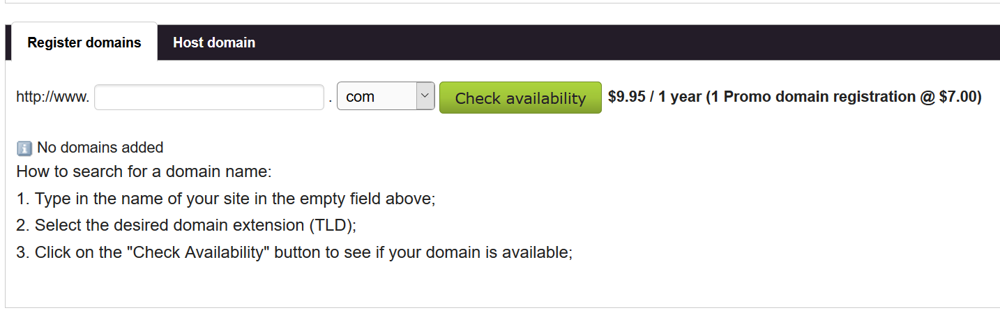 Register domains Host domain
http://www. . com Check availability $9.95 / 1 year (1 Promo domain registration @ $7.00)
i No domains added
How to search for a domain name:
1. Type in the name of your site in the empty field above;
2. Select the desired domain extension (TLD);
3. Click on the "Check Availability" button to see if your domain is available;